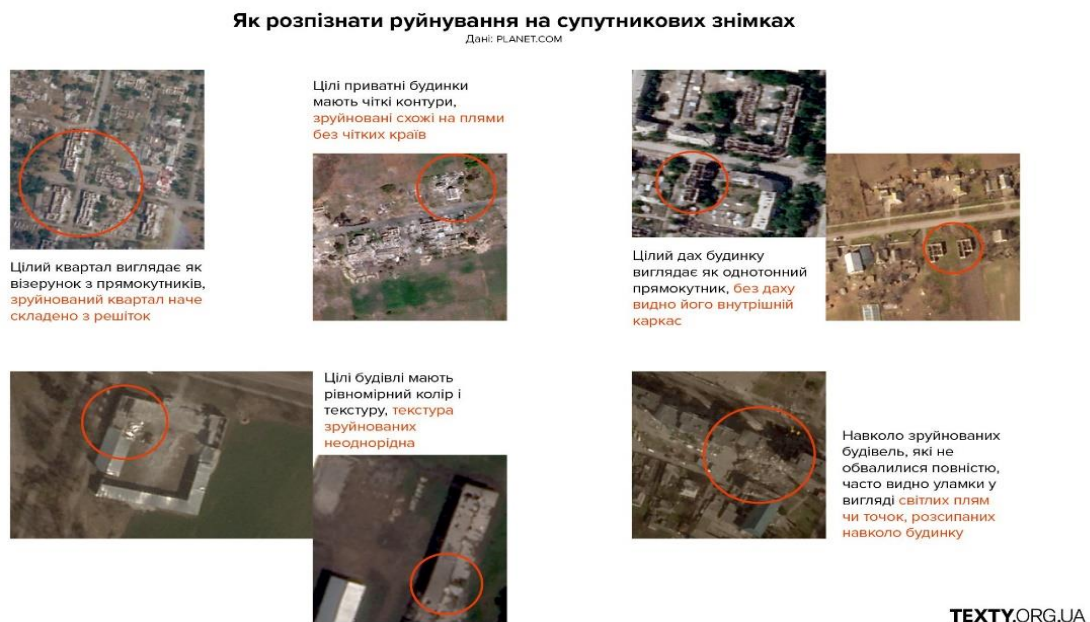 Як розпізнати руйнування на супутникових знімках
Дані: PLANET.COM
Цілий квартал виглядає як
візерунок з прямокутників,
зруйнований квартал наче
складено з решіток
Цілі приватні будинки
мають чіткі контури,
зруйновані схожі на плями
без чітких країв
Цілий дах будинку
виглядає як однотонний
прямокутник, без даху
видно його внутрішній
каркас
Цілі будівлі мають
рівномірний колір і
текстуру, текстура
зруйнованих
неоднорідна
Навколо зруйнованих
будівель, які не
обвалилися повністю,
часто видно уламки у
вигляді світлих плям
чи точок, розсипаних
навколо будинку
TEXTY.ORG.UA